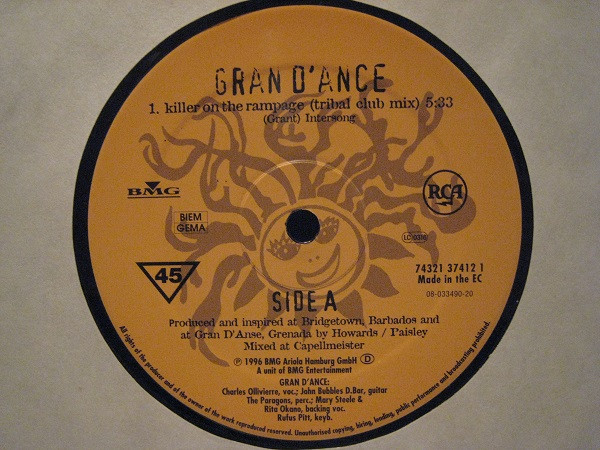 GRAN D'ANCE
1. killer on the rampage (tribal club mix) 5:33
(Grant) Intersong
BMG
RCA
BIEM
GEMA
LC 0316
45
74321 37412 1
Made in the EC
08-033490-20
SIDE A
Produced and inspired at Bridgetown, Barbados and
at Gran D'Anse, Grenada by Howards / Paisley
Mixed at Capellmeister
Ⓟ 1996 BMG Ariola Hamburg GmbH Ⓓ
A unit of BMG Entertainment
GRAN D'ANCE:
Charles Ollivierre, voc.; John Bubbles D.Bar, guitar
The Paragons, perc.; Mary Steele &
Rita Okano, backing voc.
Rufus Pitt, keyb.
All rights of the producer and of the owner of the work reproduced reserved. Unauthorised copying, hiring, lending, public performance and broadcasting prohibited.